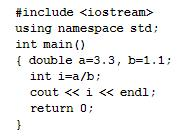 #include <iostream>
using namespace std;
int main()
{ double a=3.3, b=1.1;
int i=a/b;
cout << i << endl;
return 0;
}